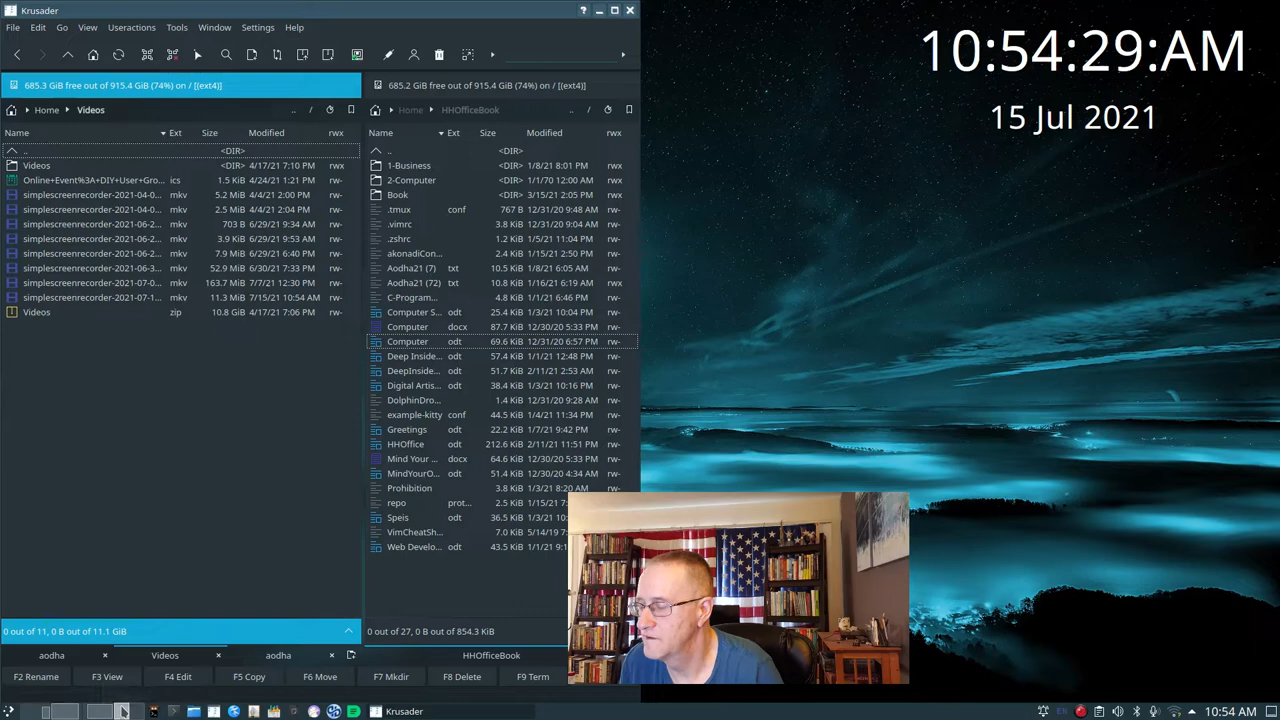 Krusader
File Edit Go View Useractions Tools Window Settings Help
685.3 GiB free out of 915.4 GiB (74%) on / [(ext4)]
685.2 GiB free out of 915.4 GiB (74%) on / [(ext4)]
Home Videos .. /
Home HHOfficeBook .. /
Name Ext Size Modified rwx
Name Ext Size Modified rwx
.. <DIR>
Videos <DIR> 4/17/21 7:10 PM rwx
Online+Event%3A+DIY+User+Gro... ics 1.5 KiB 4/24/21 1:21 PM rw-
simplescreenrecorder-2021-04-0... mkv 5.2 MiB 4/4/21 2:00 PM rw-
simplescreenrecorder-2021-04-0... mkv 2.5 MiB 4/4/21 2:04 PM rw-
simplescreenrecorder-2021-06-2... mkv 703 B 6/29/21 9:34 AM rw-
simplescreenrecorder-2021-06-2... mkv 3.9 KiB 6/29/21 9:53 AM rw-
simplescreenrecorder-2021-06-2... mkv 7.9 MiB 6/29/21 6:40 PM rw-
simplescreenrecorder-2021-06-3... mkv 52.9 MiB 6/30/21 7:33 PM rw-
simplescreenrecorder-2021-07-0... mkv 163.7 MiB 7/7/21 12:30 PM rw-
simplescreenrecorder-2021-07-1... mkv 11.3 MiB 7/15/21 10:54 AM rw-
Videos zip 10.8 GiB 4/17/21 7:06 PM rw-
.. <DIR>
1-Business <DIR> 1/8/21 8:01 PM rwx
2-Computer <DIR> 1/1/70 12:00 AM rwx
Book <DIR> 3/15/21 2:05 PM rwx
.tmux conf 767 B 12/31/20 9:48 AM rw-
.vimrc 3.8 KiB 12/31/20 9:04 AM rw-
.zshrc 1.2 KiB 1/5/21 11:04 PM rw-
akonadiCon... 2.4 KiB 1/15/21 2:50 PM rw-
Aodha21 (7) txt 10.5 KiB 1/8/21 6:05 AM rw-
Aodha21 (72) txt 10.8 KiB 1/16/21 6:19 AM rw-
C-Program... 4.8 KiB 1/1/21 6:46 PM rw-
Computer S... odt 25.4 KiB 1/3/21 10:04 PM rw-
Computer docx 87.7 KiB 12/30/20 5:33 PM rw-
Computer odt 69.6 KiB 12/31/20 6:57 PM rw-
Deep Inside... odt 57.4 KiB 1/1/21 12:48 PM rw-
DeepInside... odt 51.7 KiB 2/11/21 2:53 AM rw-
Digital Artis... odt 38.4 KiB 1/3/21 10:16 PM rw-
DolphinDro... 1.4 KiB 12/31/20 9:28 AM rw-
example-kitty conf 44.5 KiB 1/4/21 11:34 PM rw-
Greetings odt 22.2 KiB 1/7/21 9:42 PM rw-
HHOffice odt 212.6 KiB 2/11/21 11:51 PM rw-
Mind Your ... docx 64.6 KiB 12/30/20 5:33 PM rw-
MindYourO... odt 51.4 KiB 12/30/20 4:34 AM rw-
Prohibition 3.8 KiB 1/3/21 8:20 AM rw-
repo prot... 2.5 KiB 1/15/21 7:
Speis odt 36.5 KiB 1/3/21 10:
VimCheatSh... 7.0 KiB 5/14/19 7:
Web Develo... odt 43.5 KiB 1/1/21 9:1
0 out of 11, 0 B out of 11.1 GiB
0 out of 27, 0 B out of 854.3 KiB
aodha Videos aodha HHOfficeBook
F2 Rename F3 View F4 Edit F5 Copy F6 Move F7 Mkdir F8 Delete F9 Term
10:54:29:AM
15 Jul 2021
Krusader EN 10:54 AM